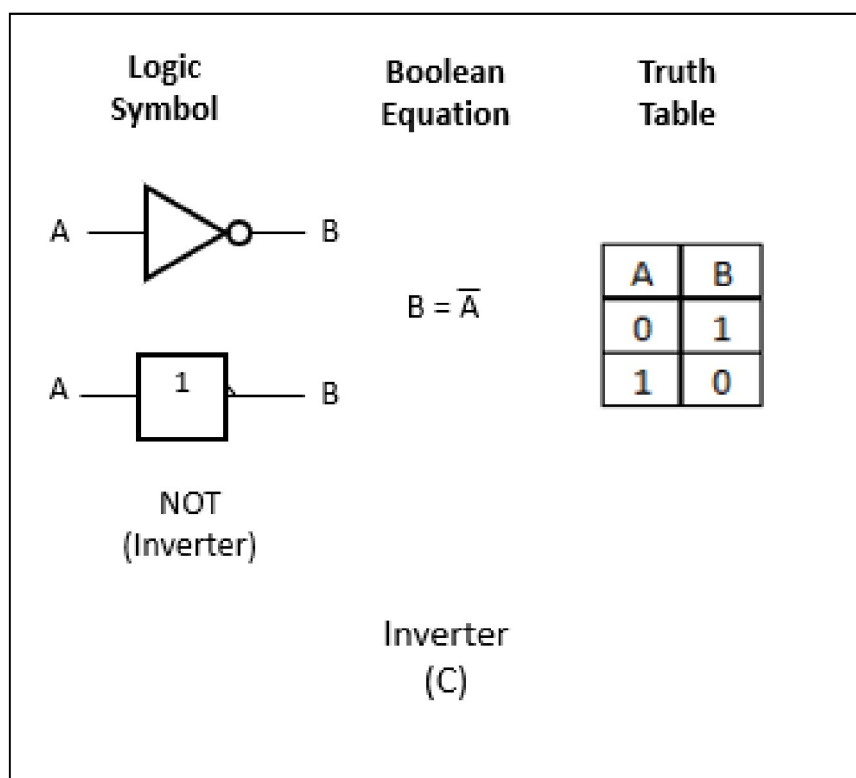 Logic
Symbol
Boolean
Equation
Truth
Table
A
B
B = A̅
A B
0 1
1 0
A
1
B
NOT
(Inverter)
Inverter
(C)